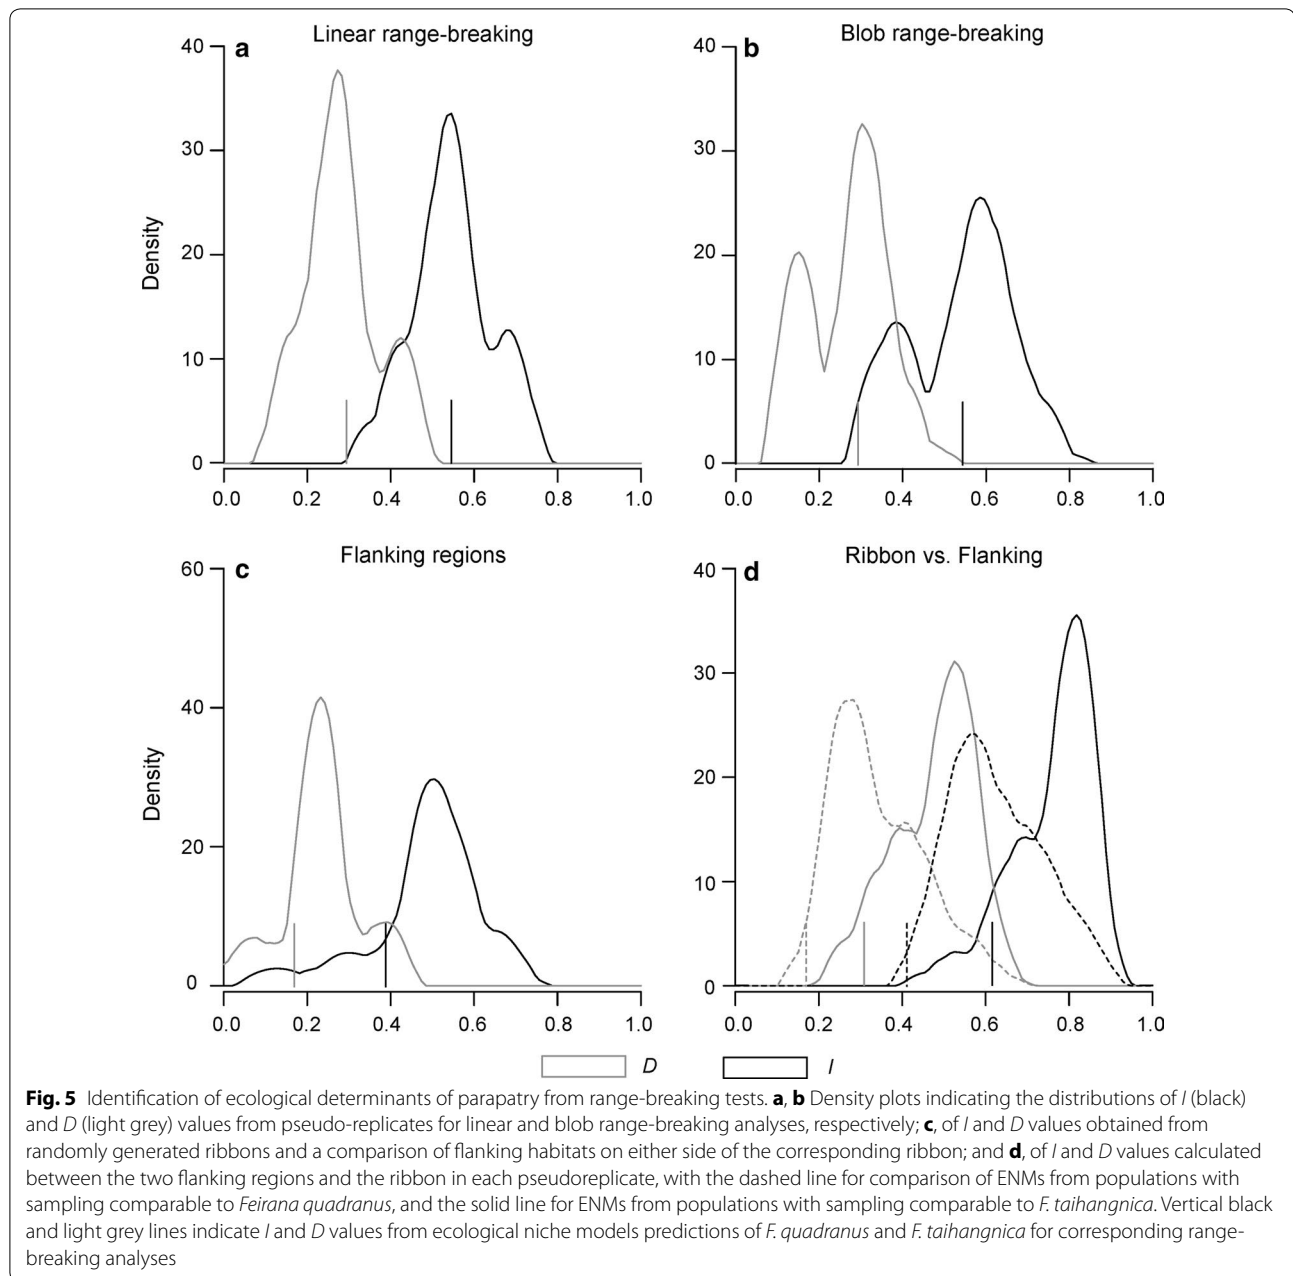 Linear range-breaking
Blob range-breaking
a
b
40
30
20
10
0
Density
0.0 0.2 0.4 0.6 0.8 1.0
40
30
20
10
0
0.0 0.2 0.4 0.6 0.8 1.0
Flanking regions
Ribbon vs. Flanking
c
d
60
40
20
0
Density
0.0 0.2 0.4 0.6 0.8 1.0
40
30
20
10
0
0.0 0.2 0.4 0.6 0.8 1.0
D I
Fig. 5 Identification of ecological determinants of parapatry from range-breaking tests. a, b Density plots indicating the distributions of I (black)
and D (light grey) values from pseudo-replicates for linear and blob range-breaking analyses, respectively; c, of I and D values obtained from
randomly generated ribbons and a comparison of flanking habitats on either side of the corresponding ribbon; and d, of I and D values calculated
between the two flanking regions and the ribbon in each pseudoreplicate, with the dashed line for comparison of ENMs from populations with
sampling comparable to Feirana quadranus, and the solid line for ENMs from populations with sampling comparable to F. taihangnica. Vertical black
and light grey lines indicate I and D values from ecological niche models predictions of F. quadranus and F. taihangnica for corresponding range-
breaking analyses